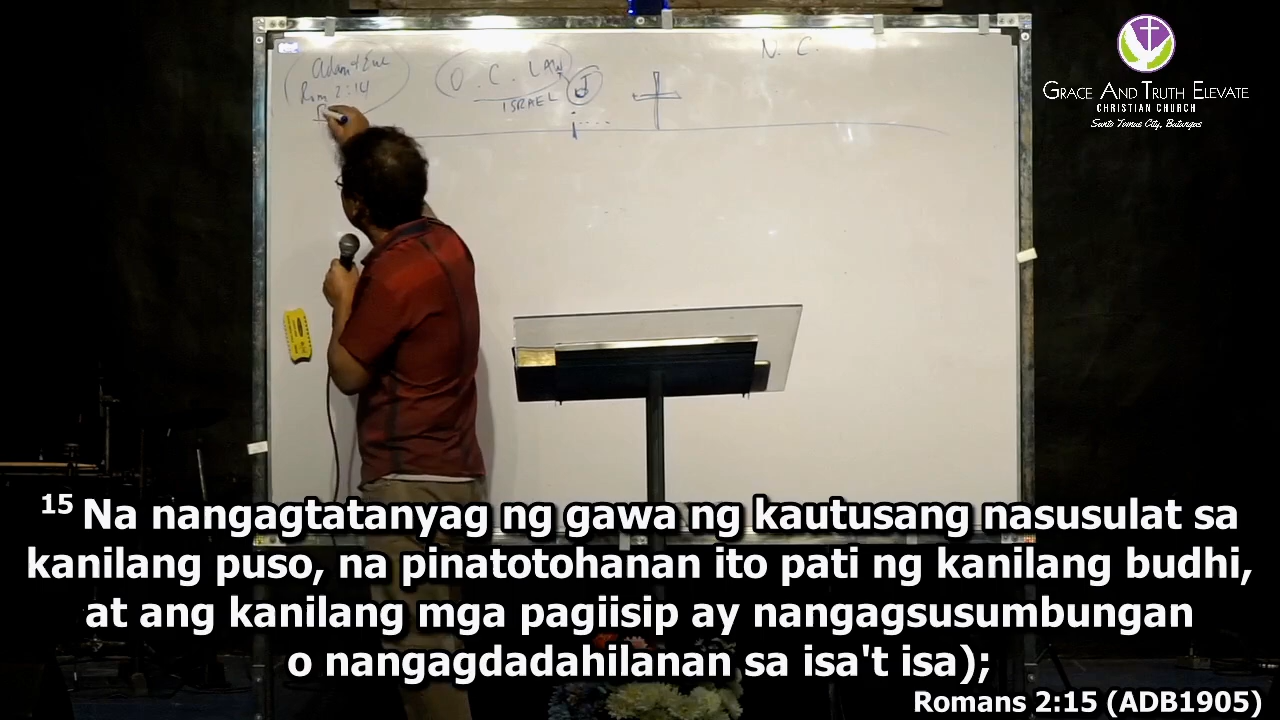 Adam & Eve
Rom 2:14
O. C. LAW
ISRAEL
J
N. C.
GRACE AND TRUTH ELEVATE
CHRISTIAN CHURCH
Santo Tomas City, Batangas
15 Na nangagtatanyag ng gawa ng kautusang nasusulat sa
kanilang puso, na pinatotohanan ito pati ng kanilang budhi,
at ang kanilang mga pagiisip ay nangagsusumbungan
o nangagdadahilanan sa isa't isa);
Romans 2:15 (ADB1905)